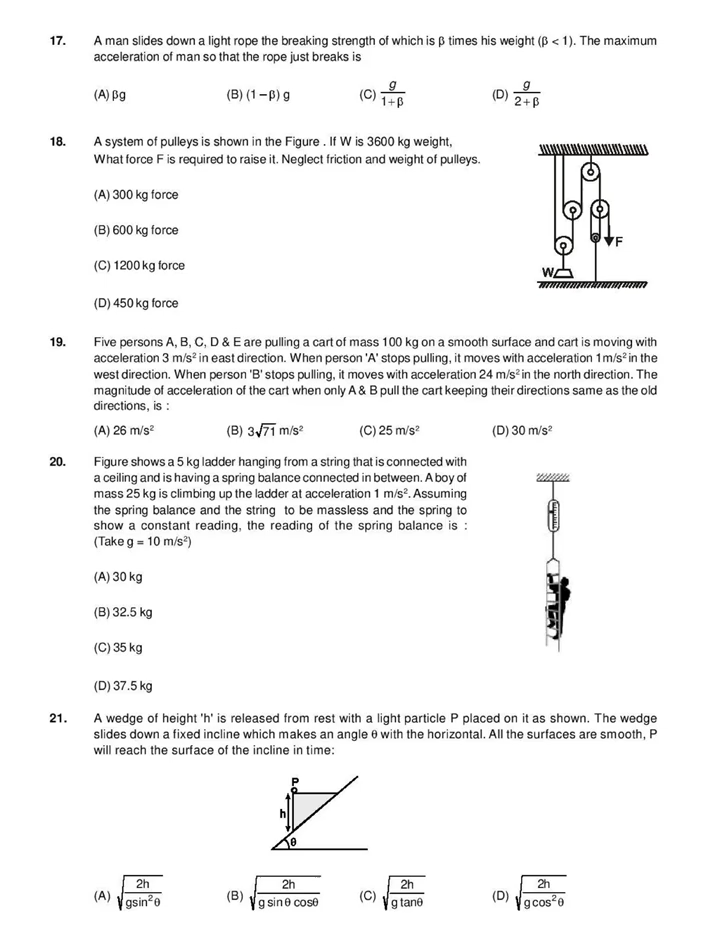 17. A man slides down a light rope the breaking strength of which is β times his weight (β < 1). The maximum
acceleration of man so that the rope just breaks is
(A) βg (B) (1 – β) g (C) g/(1+β) (D) g/(2+β)
18. A system of pulleys is shown in the Figure . If W is 3600 kg weight,
What force F is required to raise it. Neglect friction and weight of pulleys.
(A) 300 kg force
(B) 600 kg force
(C) 1200 kg force
(D) 450 kg force
F
W
19. Five persons A, B, C, D & E are pulling a cart of mass 100 kg on a smooth surface and cart is moving with
acceleration 3 m/s² in east direction. When person 'A' stops pulling, it moves with acceleration 1m/s² in the
west direction. When person 'B' stops pulling, it moves with acceleration 24 m/s² in the north direction. The
magnitude of acceleration of the cart when only A & B pull the cart keeping their directions same as the old
directions, is :
(A) 26 m/s² (B) 3√71 m/s² (C) 25 m/s² (D) 30 m/s²
20. Figure shows a 5 kg ladder hanging from a string that is connected with
a ceiling and is having a spring balance connected in between. A boy of
mass 25 kg is climbing up the ladder at acceleration 1 m/s². Assuming
the spring balance and the string to be massless and the spring to
show a constant reading, the reading of the spring balance is :
(Take g = 10 m/s²)
(A) 30 kg
(B) 32.5 kg
(C) 35 kg
(D) 37.5 kg
21. A wedge of height 'h' is released from rest with a light particle P placed on it as shown. The wedge
slides down a fixed incline which makes an angle θ with the horizontal. All the surfaces are smooth, P
will reach the surface of the incline in time:
P
h
θ
(A) √(2h/(gsin²θ)) (B) √(2h/(g sinθ cosθ)) (C) √(2h/(g tanθ)) (D) √(2h/(gcos²θ))